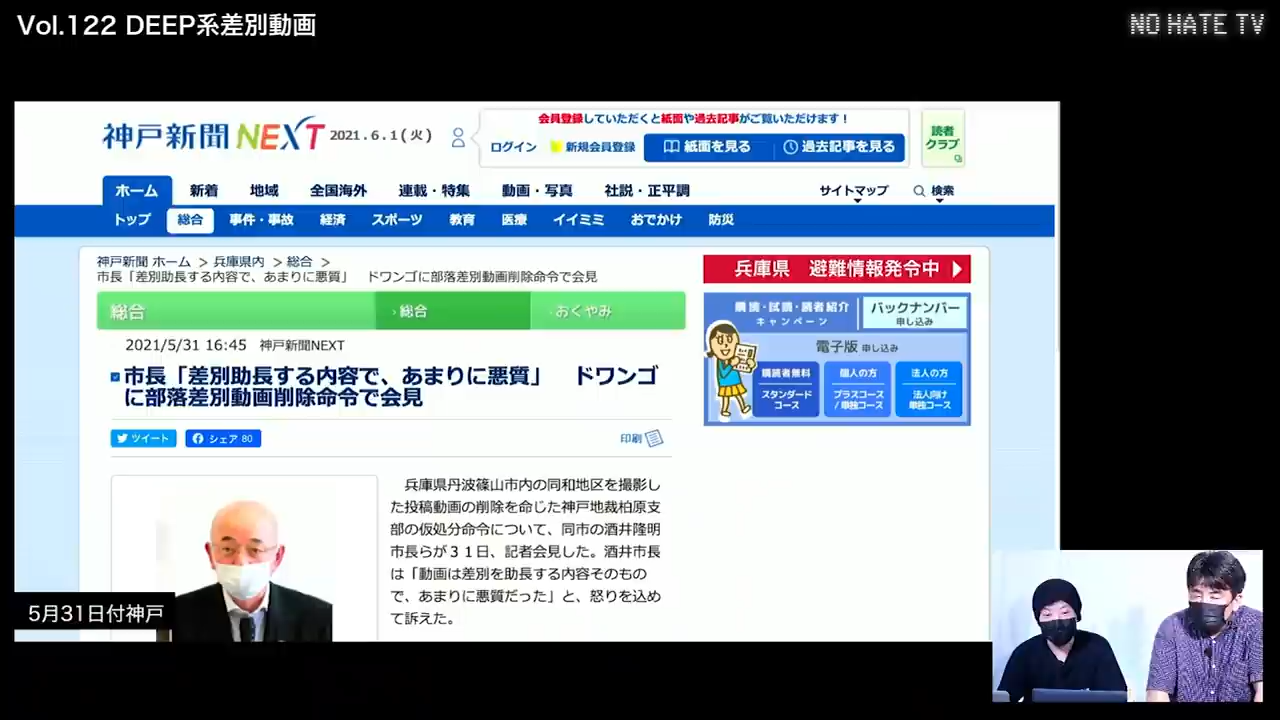 Vol.122 DEEP系差別動画
NO HATE TV
神戸新聞NEXT
2021.6.1(火)
会員登録していただくと紙面や過去記事がご覧いただけます！
ログイン
新規会員登録
紙面を見る
過去記事を見る
読者
クラブ
ホーム 新着 地域 全国海外 連載・特集 動画・写真 社説・正平調
サイトマップ
検索
トップ 総合 事件・事故 経済 スポーツ 教育 医療 イイミミ おでかけ 防災
神戸新聞 ホーム > 兵庫県内 > 総合 >
市長「差別助長する内容で、あまりに悪質」　ドワンゴに部落差別動画削除命令で会見
総合
総合
おくやみ
2021/5/31 16:45 神戸新聞NEXT
市長「差別助長する内容で、あまりに悪質」　ドワンゴ
に部落差別動画削除命令で会見
ツイート
シェア 80
印刷
兵庫県丹波篠山市内の同和地区を撮影し
た投稿動画の削除を命じた神戸地裁柏原支
部の仮処分命令について、同市の酒井隆明
市長らが３１日、記者会見した。酒井市長
は「動画は差別を助長する内容そのもの
で、あまりに悪質だった」と、怒りを込め
て訴えた。
兵庫県　避難情報発令中
購読・試読・読者紹介
キャンペーン
バックナンバー
申し込み
電子版 申し込み
購読者無料
スタンダード
コース
個人の方
プラスコース
/単独コース
法人の方
法人向け
単独コース
5月31日付神戸